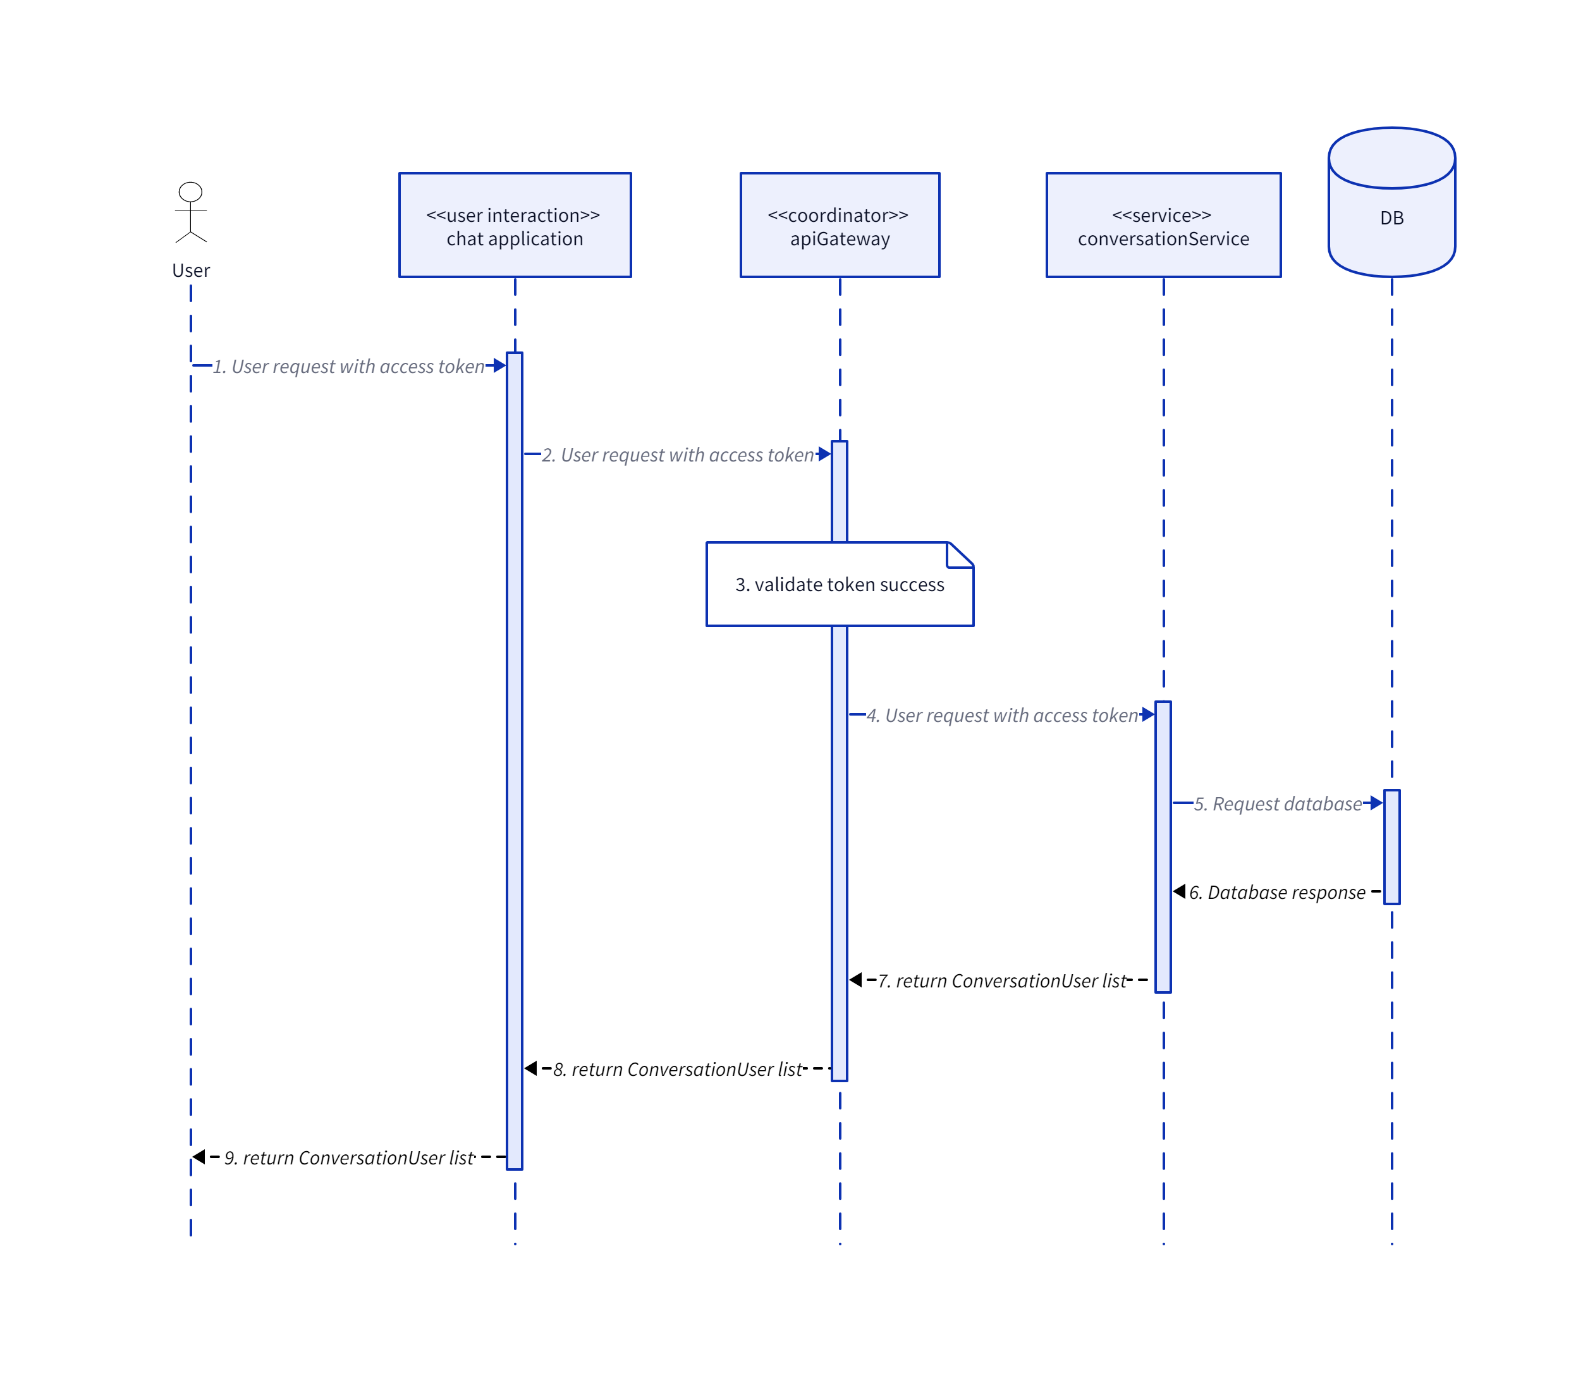 User
<<user interaction>>
chat application
<<coordinator>>
apiGateway
<<service>>
conversationService
DB
1. User request with access token
2. User request with access token
3. validate token success
4. User request with access token
5. Request database
6. Database response
7. return ConversationUser list
8. return ConversationUser list
9. return ConversationUser list